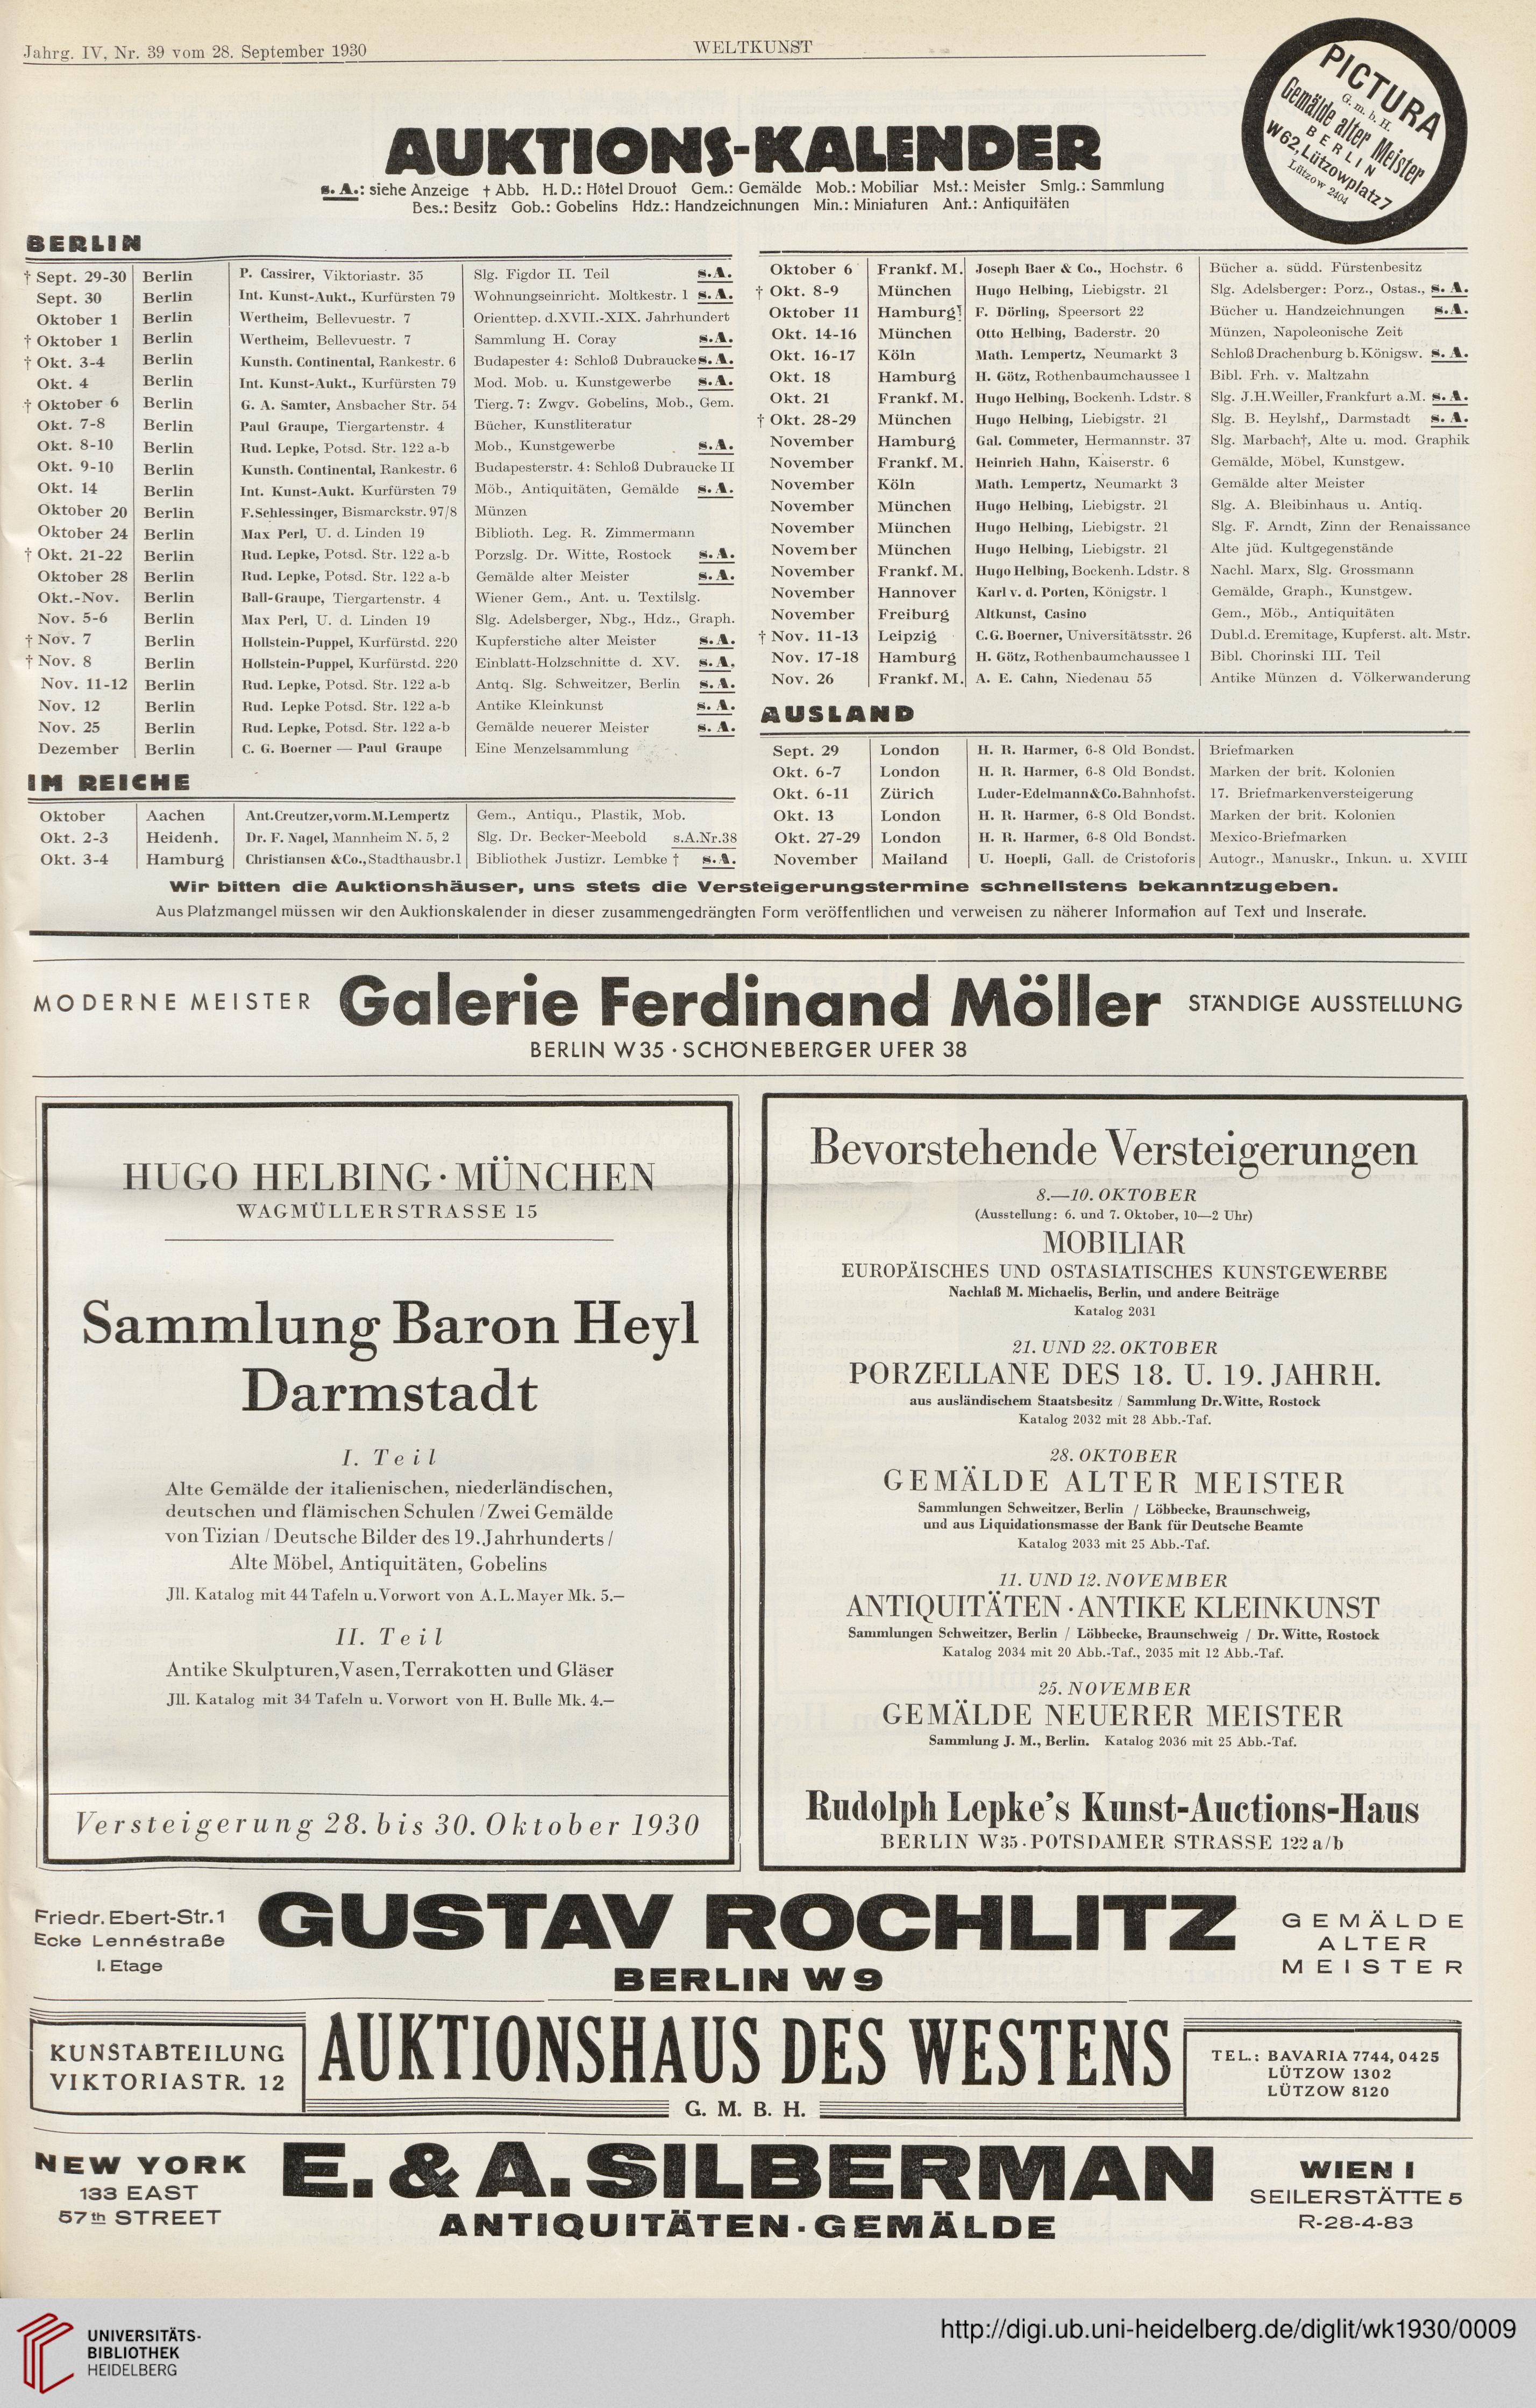 Jahrg. IV, Nr. 39 vom 28. September 1930
WELTKUNST
PICTURA
G. m. b. H.
Gemälde alter Meister
BERLIN
W 62, Lützowplatz 7
Lützow 2404
AUKTIONS-KALENDER
s. A.: siehe Anzeige † Abb. H. D.: Hôtel Drouot Gem.: Gemälde Mob.: Mobiliar Mst.: Meister Smlg.: Sammlung
Bes.: Besitz Gob.: Gobelins Hdz.: Handzeichnungen Min.: Miniaturen Ant.: Antiquitäten
BERLIN
† Sept. 29-30 Berlin P. Cassirer, Viktoriastr. 35 Slg. Figdor II. Teil s. A.
Sept. 30 Berlin Int. Kunst-Aukt., Kurfürsten 79 Wohnungseinricht. Moltkestr. 1 s. A.
Oktober 1 Berlin Wertheim, Bellevuestr. 7 Orienttep. d. XVII.-XIX. Jahrhundert
† Oktober 1 Berlin Wertheim, Bellevuestr. 7 Sammlung H. Coray s. A.
† Okt. 3-4 Berlin Kunsth. Continental, Rankestr. 6 Budapester 4: Schloß Dubraucke s. A.
Okt. 4 Berlin Int. Kunst-Aukt., Kurfürsten 79 Mod. Mob. u. Kunstgewerbe s. A.
† Oktober 6 Berlin G. A. Samter, Ansbacher Str. 54 Tierg. 7: Zwgv. Gobelins, Mob., Gem.
Okt. 7-8 Berlin Paul Graupe, Tiergartenstr. 4 Bücher, Kunstliteratur
Okt. 8-10 Berlin Rud. Lepke, Potsd. Str. 122 a-b Mob., Kunstgewerbe s. A.
Okt. 9-10 Berlin Kunsth. Continental, Rankestr. 6 Budapesterstr. 4: Schloß Dubraucke II
Okt. 14 Berlin Int. Kunst-Aukt. Kurfürsten 79 Möb., Antiquitäten, Gemälde s. A.
Oktober 20 Berlin F. Schlessinger, Bismarckstr. 97/8 Münzen
Oktober 24 Berlin Max Perl, U. d. Linden 19 Biblioth. Leg. R. Zimmermann
† Okt. 21-22 Berlin Rud. Lepke, Potsd. Str. 122 a-b Porzslg. Dr. Witte, Rostock s. A.
Oktober 28 Berlin Rud. Lepke, Potsd. Str. 122 a-b Gemälde alter Meister s. A.
Okt.-Nov. Berlin Ball-Graupe, Tiergartenstr. 4 Wiener Gem., Ant. u. Textilslg.
Nov. 5-6 Berlin Max Perl, U. d. Linden 19 Slg. Adelsberger, Nbg., Hdz., Graph.
† Nov. 7 Berlin Hollstein-Puppel, Kurfürstd. 220 Kupferstiche alter Meister s. A.
† Nov. 8 Berlin Hollstein-Puppel, Kurfürstd. 220 Einblatt-Holzschnitte d. XV. s. A.
Nov. 11-12 Berlin Rud. Lepke, Potsd. Str. 122 a-b Antq. Slg. Schweitzer, Berlin s. A.
Nov. 12 Berlin Rud. Lepke Potsd. Str. 122 a-b Antike Kleinkunst s. A.
Nov. 25 Berlin Rud. Lepke, Potsd. Str. 122 a-b Gemälde neuerer Meister s. A.
Dezember Berlin C. G. Boerner — Paul Graupe Eine Menzelsammlung
IM REICHE
Oktober Aachen Ant. Creutzer, vorm. M. Lempertz Gem., Antiqu., Plastik, Mob.
Okt. 2-3 Heidenh. Dr. F. Nagel, Mannheim N. 5, 2 Slg. Dr. Becker-Meebold s.A.Nr.38
Okt. 3-4 Hamburg Christiansen & Co., Stadthausbr. 1 Bibliothek Justizr. Lembke † s. A.
Oktober 6 Frankf. M. Joseph Baer & Co., Hochstr. 6 Bücher a. südd. Fürstenbesitz
† Okt. 8-9 München Hugo Helbing, Liebigstr. 21 Slg. Adelsberger: Porz., Ostas., s. A.
Oktober 11 Hamburg F. Dörling, Speersort 22 Bücher u. Handzeichnungen s. A.
Okt. 14-16 München Otto Helbing, Baderstr. 20 Münzen, Napoleonische Zeit
Okt. 16-17 Köln Math. Lempertz, Neumarkt 3 Schloß Drachenburg b. Königsw. s. A.
Okt. 18 Hamburg H. Götz, Rothenbaumchaussee 1 Bibl. Frh. v. Maltzahn
Okt. 21 Frankf. M. Hugo Helbing, Bockenh. Ldstr. 8 Slg. J. H. Weiller, Frankfurt a.M. s. A.
† Okt. 28-29 München Hugo Helbing, Liebigstr. 21 Slg. B. Heylshf,, Darmstadt s. A.
November Hamburg Gal. Commeter, Hermannstr. 37 Slg. Marbach†, Alte u. mod. Graphik
November Frankf. M. Heinrich Hahn, Kaiserstr. 6 Gemälde, Möbel, Kunstgew.
November Köln Math. Lempertz, Neumarkt 3 Gemälde alter Meister
November München Hugo Helbing, Liebigstr. 21 Slg. A. Bleibinhaus u. Antiq.
November München Hugo Helbing, Liebigstr. 21 Slg. F. Arndt, Zinn der Renaissance
November München Hugo Helbing, Liebigstr. 21 Alte jüd. Kultgegenstände
November Frankf. M. Hugo Helbing, Bockenh. Ldstr. 8 Nachl. Marx, Slg. Grossmann
November Hannover Karl v. d. Porten, Königstr. 1 Gemälde, Graph., Kunstgew.
November Freiburg Altkunst, Casino Gem., Möb., Antiquitäten
† Nov. 11-13 Leipzig C. G. Boerner, Universitätsstr. 26 Dubl. d. Eremitage, Kupferst. alt. Mstr.
Nov. 17-18 Hamburg H. Götz, Rothenbaumchaussee 1 Bibl. Chorinski III. Teil
Nov. 26 Frankf. M. A. E. Cahn, Niedenau 55 Antike Münzen d. Völkerwanderung
AUSLAND
Sept. 29 London H. R. Harmer, 6-8 Old Bondst. Briefmarken
Okt. 6-7 London H. R. Harmer, 6-8 Old Bondst. Marken der brit. Kolonien
Okt. 6-11 Zürich Luder-Edelmann&Co. Bahnhofst. 17. Briefmarkenversteigerung
Okt. 13 London H. R. Harmer, 6-8 Old Bondst. Marken der brit. Kolonien
Okt. 27-29 London H. R. Harmer, 6-8 Old Bondst. Mexico-Briefmarken
November Mailand U. Hoepli, Gall. de Cristoforis Autogr., Manuskr., Inkun. u. XVIII
Wir bitten die Auktionshäuser, uns stets die Versteigerungstermine schnellstens bekanntzugeben.
Aus Platzmangel müssen wir den Auktionskalender in dieser zusammengedrängten Form veröffentlichen und verweisen zu näherer Information auf Text und Inserate.
MODERNE MEISTER Galerie Ferdinand Möller STÄNDIGE AUSSTELLUNG
BERLIN W 35 · SCHÖNEBERGER UFER 38
HUGO HELBING · MÜNCHEN
WAGMÜLLERSTRASSE 15
Sammlung Baron Heyl
Darmstadt
I. Teil
Alte Gemälde der italienischen, niederländischen,
deutschen und flämischen Schulen / Zwei Gemälde
von Tizian / Deutsche Bilder des 19. Jahrhunderts /
Alte Möbel, Antiquitäten, Gobelins
Jll. Katalog mit 44 Tafeln u. Vorwort von A. L. Mayer Mk. 5.—
II. Teil
Antike Skulpturen, Vasen, Terrakotten und Gläser
Jll. Katalog mit 34 Tafeln u. Vorwort von H. Bulle Mk. 4.—
Versteigerung 28. bis 30. Oktober 1930
Bevorstehende Versteigerungen
8.—10. OKTOBER
(Ausstellung: 6. und 7. Oktober, 10—2 Uhr)
MOBILIAR
EUROPÄISCHES UND OSTASIATISCHES KUNSTGEWERBE
Nachlaß M. Michaelis, Berlin, und andere Beiträge
Katalog 2031
21. UND 22. OKTOBER
PORZELLANE DES 18. U. 19. JAHRH.
aus ausländischem Staatsbesitz / Sammlung Dr. Witte, Rostock
Katalog 2032 mit 28 Abb.-Taf.
28. OKTOBER
GEMÄLDE ALTER MEISTER
Sammlungen Schweitzer, Berlin / Löbbecke, Braunschweig,
und aus Liquidationsmasse der Bank für Deutsche Beamte
Katalog 2033 mit 25 Abb.-Taf.
11. UND 12. NOVEMBER
ANTIQUITÄTEN · ANTIKE KLEINKUNST
Sammlungen Schweitzer, Berlin / Löbbecke, Braunschweig / Dr. Witte, Rostock
Katalog 2034 mit 20 Abb.-Taf., 2035 mit 12 Abb.-Taf.
25. NOVEMBER
GEMÄLDE NEUERER MEISTER
Sammlung J. M., Berlin. Katalog 2036 mit 25 Abb.-Taf.
Rudolph Lepke's Kunst-Auctions-Haus
BERLIN W 35 · POTSDAMER STRASSE 122 a/b
Friedr. Ebert-Str. 1
Ecke Lennéstraße
I. Etage
GUSTAV ROCHLITZ
BERLIN W 9
GEMÄLDE
ALTER
MEISTER
KUNSTABTEILUNG
VIKTORIASTR. 12
AUKTIONSHAUS DES WESTENS
G. M. B. H.
TEL.: BAVARIA 7744, 0425
LÜTZOW 1302
LÜTZOW 8120
NEW YORK
133 EAST
57th STREET
E. & A. SILBERMAN
ANTIQUITÄTEN · GEMÄLDE
WIEN I
SEILERSTÄTTE 5
R-28-4-83
UNIVERSITÄTS-
BIBLIOTHEK
HEIDELBERG
http://digi.ub.uni-heidelberg.de/diglit/wk1930/0009